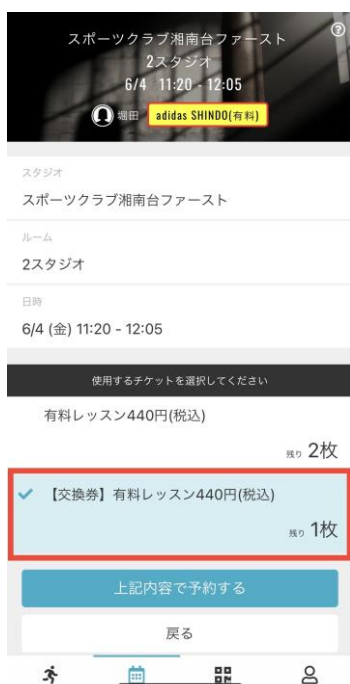 スポーツクラブ湘南台ファースト
2スタジオ
6/4 11:20 - 12:05
堀田 adidas SHINDO(有料)
スタジオ
スポーツクラブ湘南台ファースト
ルーム
2スタジオ
日時
6/4 (金) 11:20 - 12:05
使用するチケットを選択してください
有料レッスン440円(税込)
残り 2枚
【交換券】有料レッスン440円(税込)
残り 1枚
上記内容で予約する
戻る